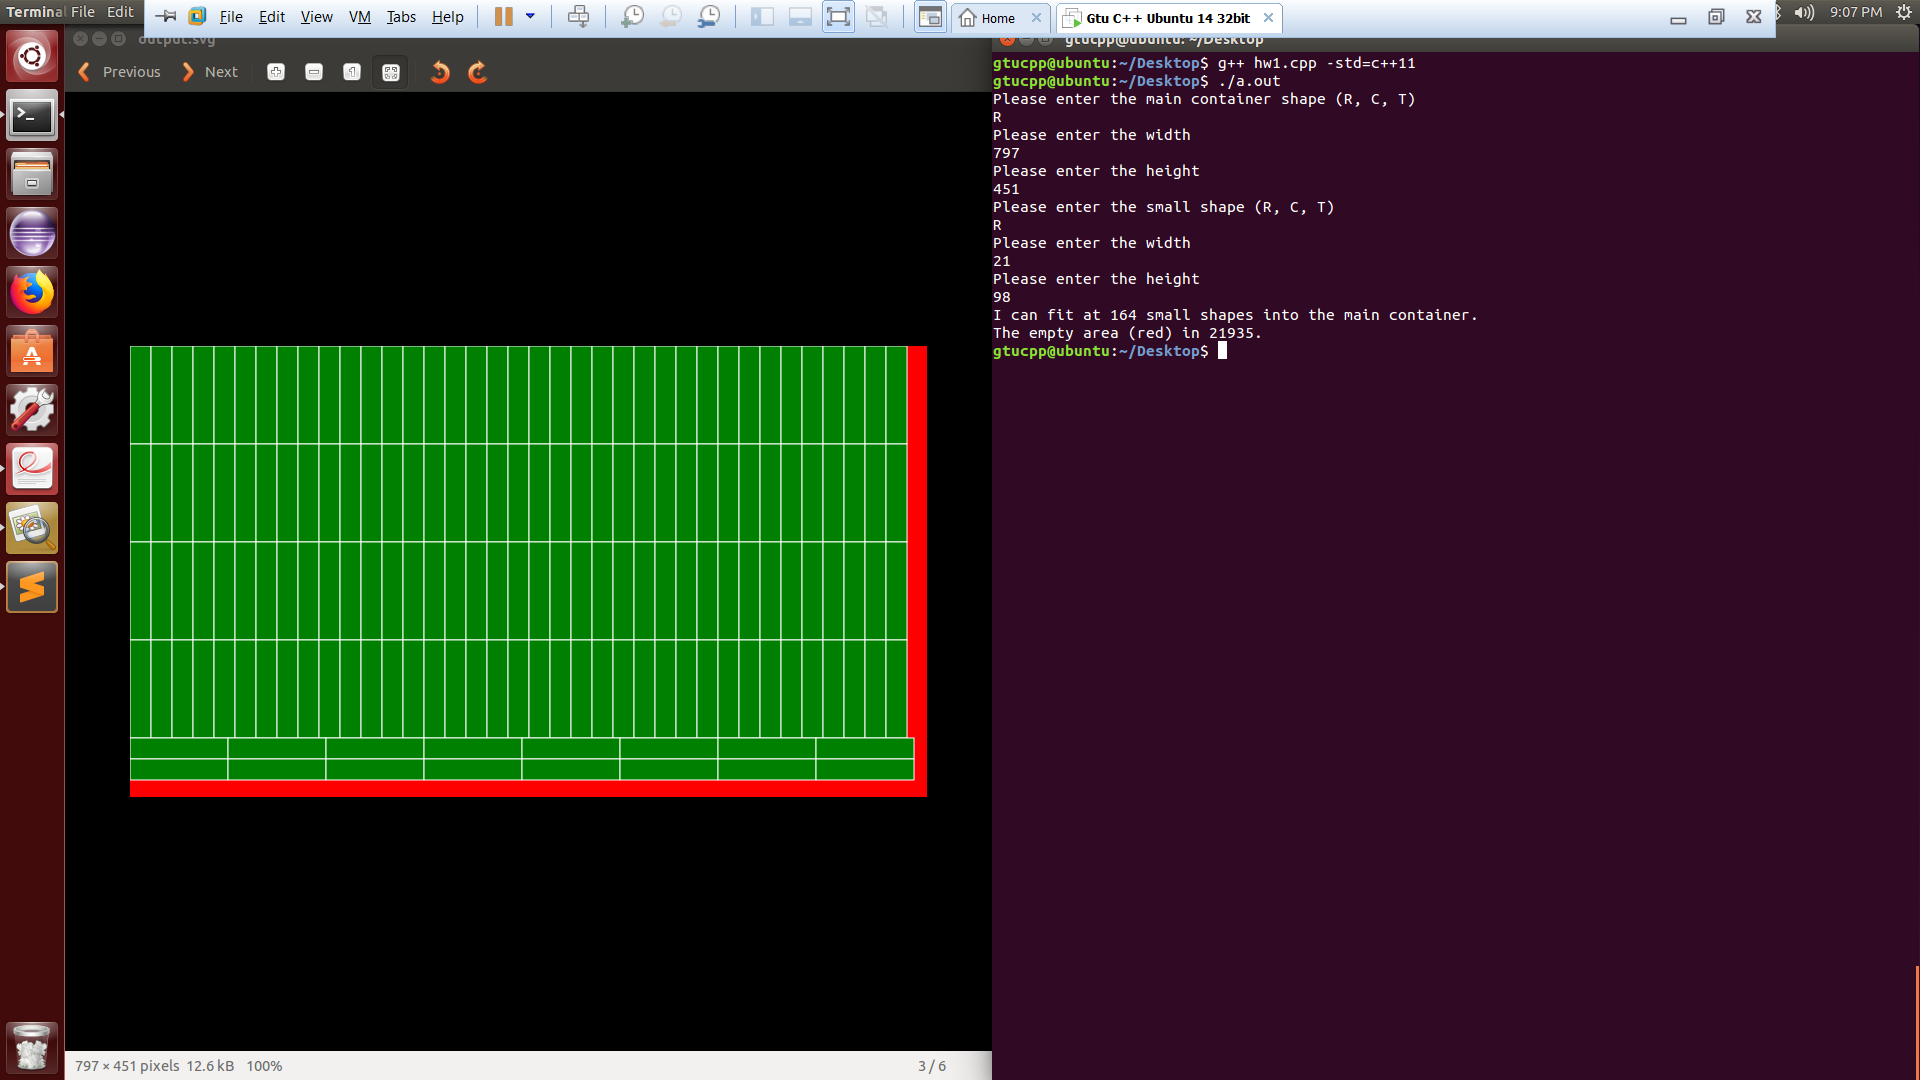 Terminal File Edit
File Edit View VM Tabs Help
Home
Gtu C++ Ubuntu 14 32bit
9:07 PM
output.svg
gtucpp@ubuntu: ~/Desktop
Previous Next
gtucpp@ubuntu:~/Desktop$ g++ hw1.cpp -std=c++11
gtucpp@ubuntu:~/Desktop$ ./a.out
Please enter the main container shape (R, C, T)
R
Please enter the width
797
Please enter the height
451
Please enter the small shape (R, C, T)
R
Please enter the width
21
Please enter the height
98
I can fit at 164 small shapes into the main container.
The empty area (red) in 21935.
gtucpp@ubuntu:~/Desktop$
797 × 451 pixels 12.6 kB 100%
3 / 6